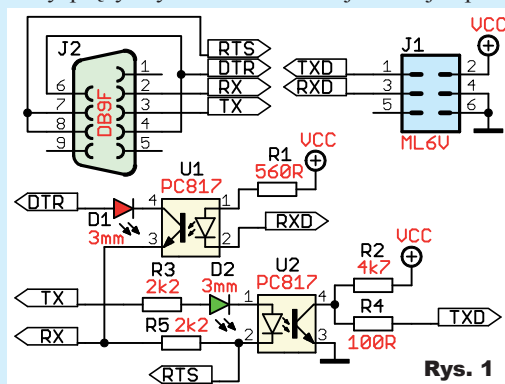 J2
DB9F
6
7
8
9
1
2
3
4
5
RTS
DTR
RX
TX
TXD
RXD
J1
VCC
1
3
5
2
4
6
ML6V
U1
PC817
R1
560R
VCC
DTR
D1
3mm
4
3
1
2
RXD
R3
2k2
D2
3mm
U2
PC817
R2
4k7
VCC
TX
1
4
R4
100R
TXD
RX
R5
2k2
2
3
RTS
Rys. 1